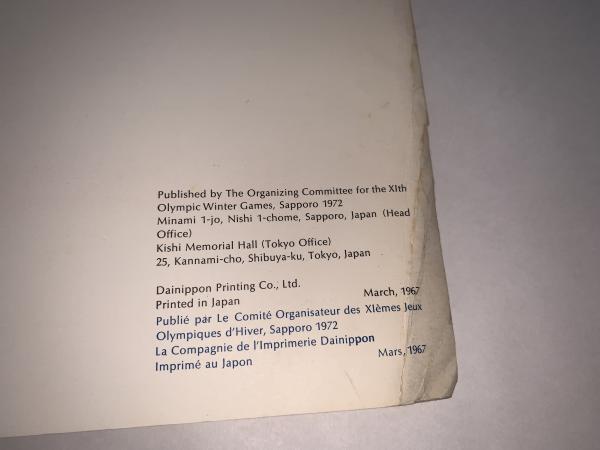 Published by The Organizing Committee for the XIth
Olympic Winter Games, Sapporo 1972
Minami 1-jo, Nishi 1-chome, Sapporo, Japan (Head
Office)
Kishi Memorial Hall (Tokyo Office)
25, Kannami-cho, Shibuya-ku, Tokyo, Japan
Dainippon Printing Co., Ltd.
Printed in Japan March, 1967
Publié par Le Comité Organisateur des XIèmes Jeux
Olympiques d'Hiver, Sapporo 1972
La Compagnie de l'Imprimerie Dainippon
Imprimé au Japon Mars, 1967